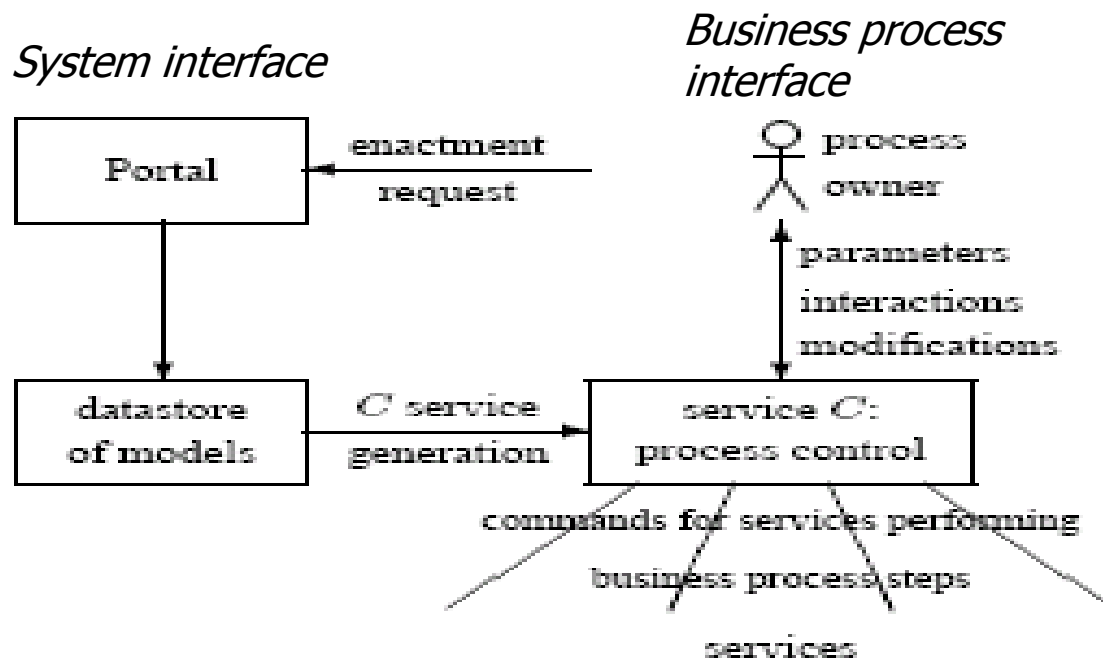 System interface
Business process
interface
Portal
enactment
request
process
owner
parameters
interactions
modifications
datastore
of models
C service
generation
service C:
process control
commands for services performing
business process steps
services